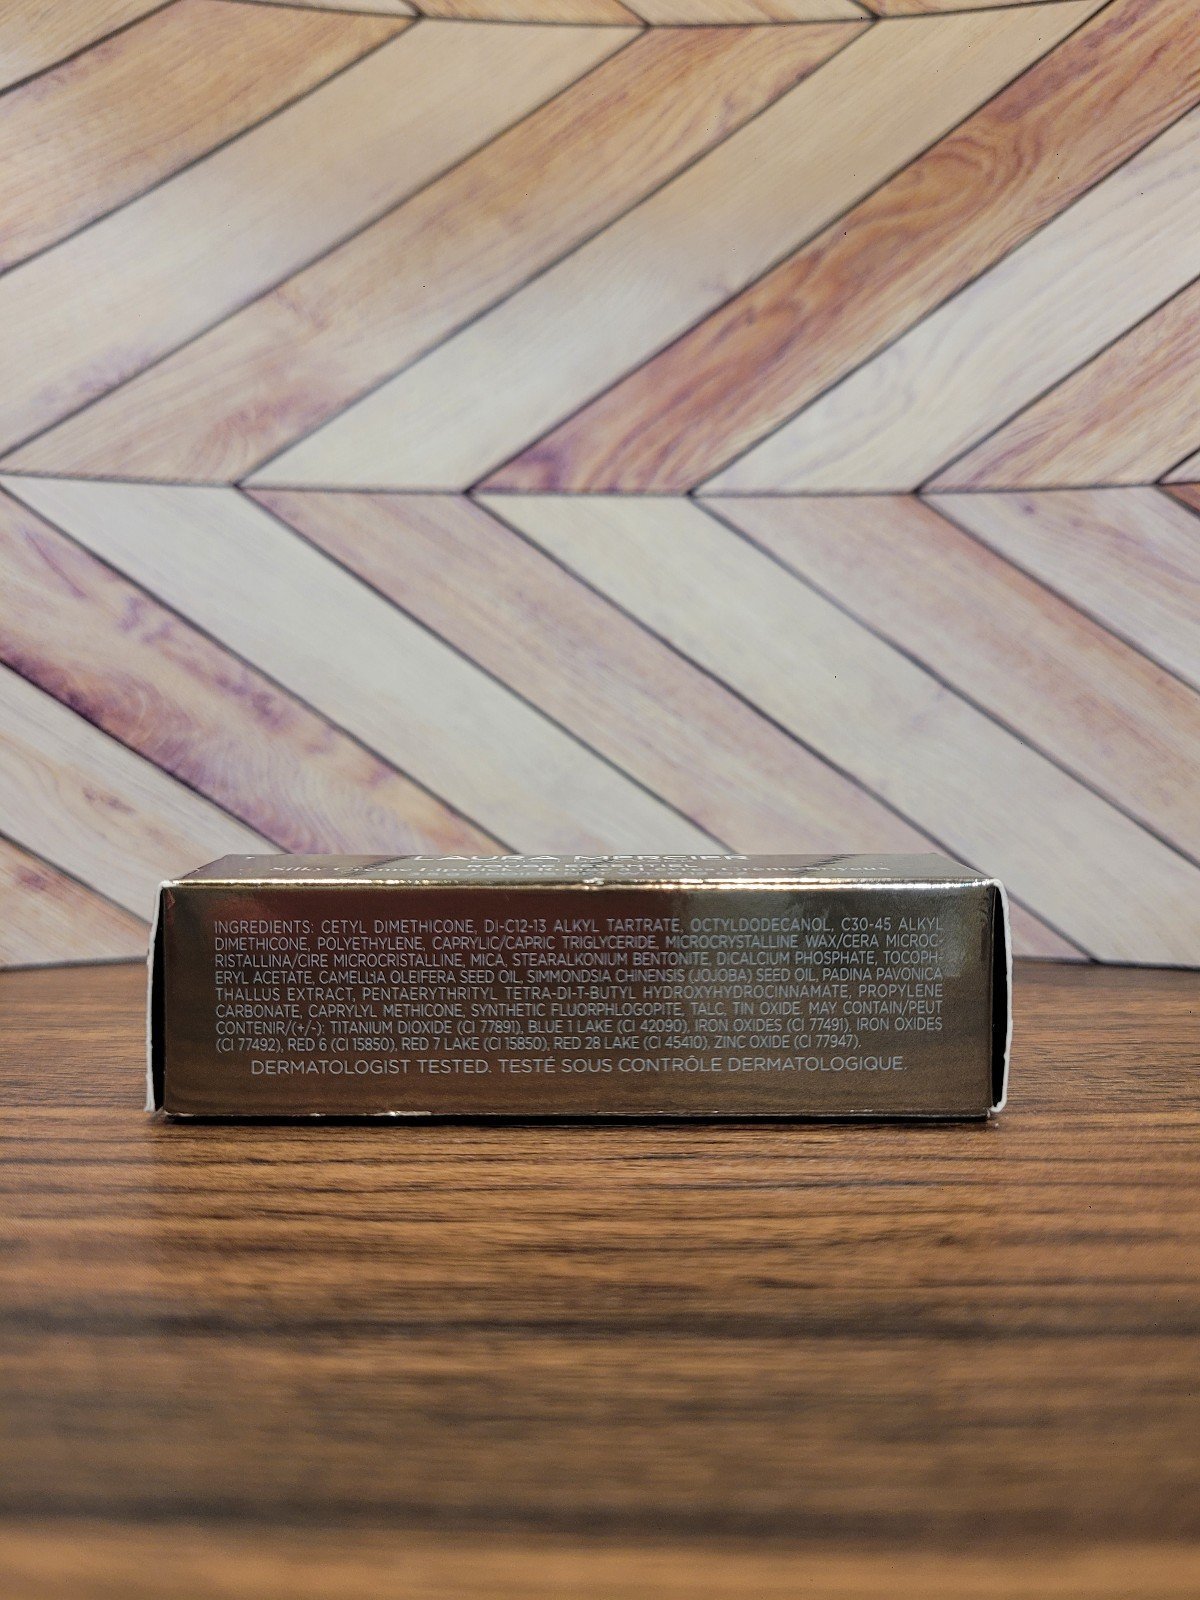 LAURA MERCIER
ROUGE ESSENTIEL
Silky Crème Lipstick
INGREDIENTS: CETYL DIMETHICONE, DI-C12-13 ALKYL TARTRATE, OCTYLDODECANOL, C30-45 ALKYL
DIMETHICONE, POLYETHYLENE, CAPRYLIC/CAPRIC TRIGLYCERIDE, MICROCRYSTALLINE WAX/CERA MICROC-
RISTALLINA/CIRE MICROCRISTALLINE, MICA, STEARALKONIUM BENTONITE, DICALCIUM PHOSPHATE, TOCOPH-
ERYL ACETATE, CAMELLIA OLEIFERA SEED OIL, SIMMONDSIA CHINENSIS (JOJOBA) SEED OIL, PADINA PAVONICA
THALLUS EXTRACT, PENTAERYTHRITYL TETRA-DI-T-BUTYL HYDROXYHYDROCINNAMATE, PROPYLENE
CARBONATE, CAPRYLYL METHICONE, SYNTHETIC FLUORPHLOGOPITE, TALC, TIN OXIDE. MAY CONTAIN/PEUT
CONTENIR/(+/-): TITANIUM DIOXIDE (CI 77891), BLUE 1 LAKE (CI 42090), IRON OXIDES (CI 77491), IRON OXIDES
(CI 77492), RED 6 (CI 15850), RED 7 LAKE (CI 15850), RED 28 LAKE (CI 45410), ZINC OXIDE (CI 77947).
DERMATOLOGIST TESTED. TESTÉ SOUS CONTRÔLE DERMATOLOGIQUE.